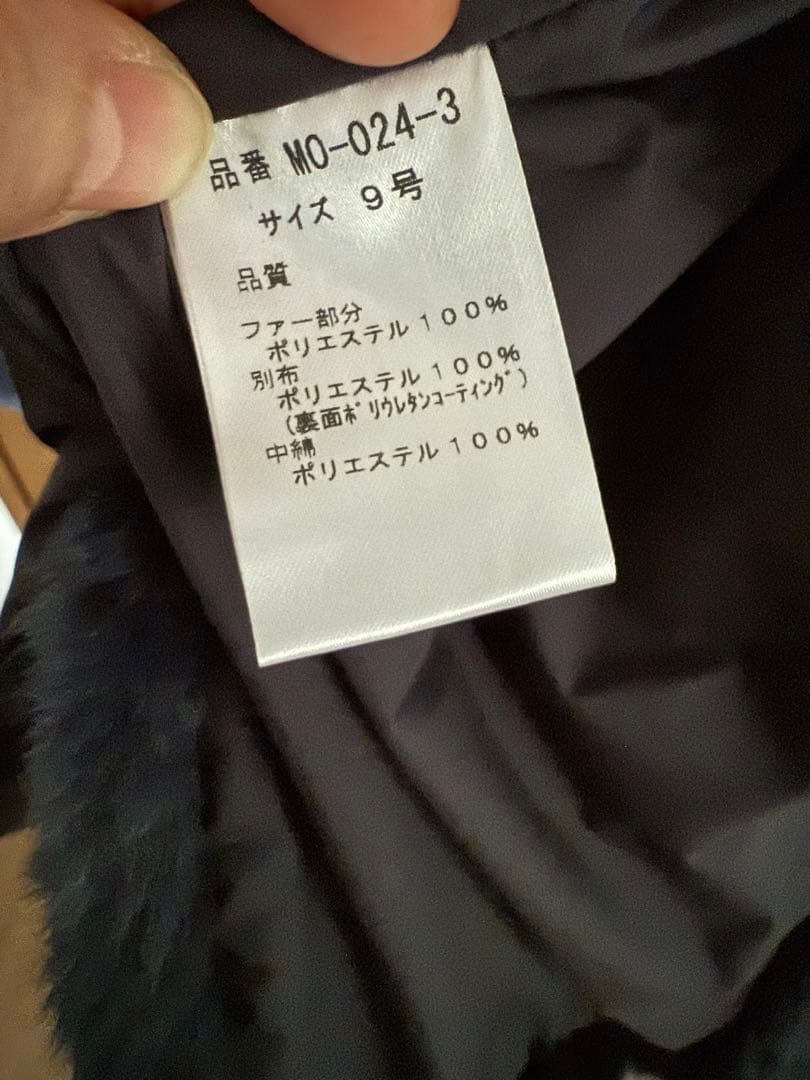 品番 MO-024-3
サイズ 9号
品質
ファー部分
ポリエステル100%
別布
ポリエステル100%
(裏面ﾎﾟﾘｳﾚﾀﾝｺｰﾃｨﾝｸﾞ)
中綿
ポリエステル100%